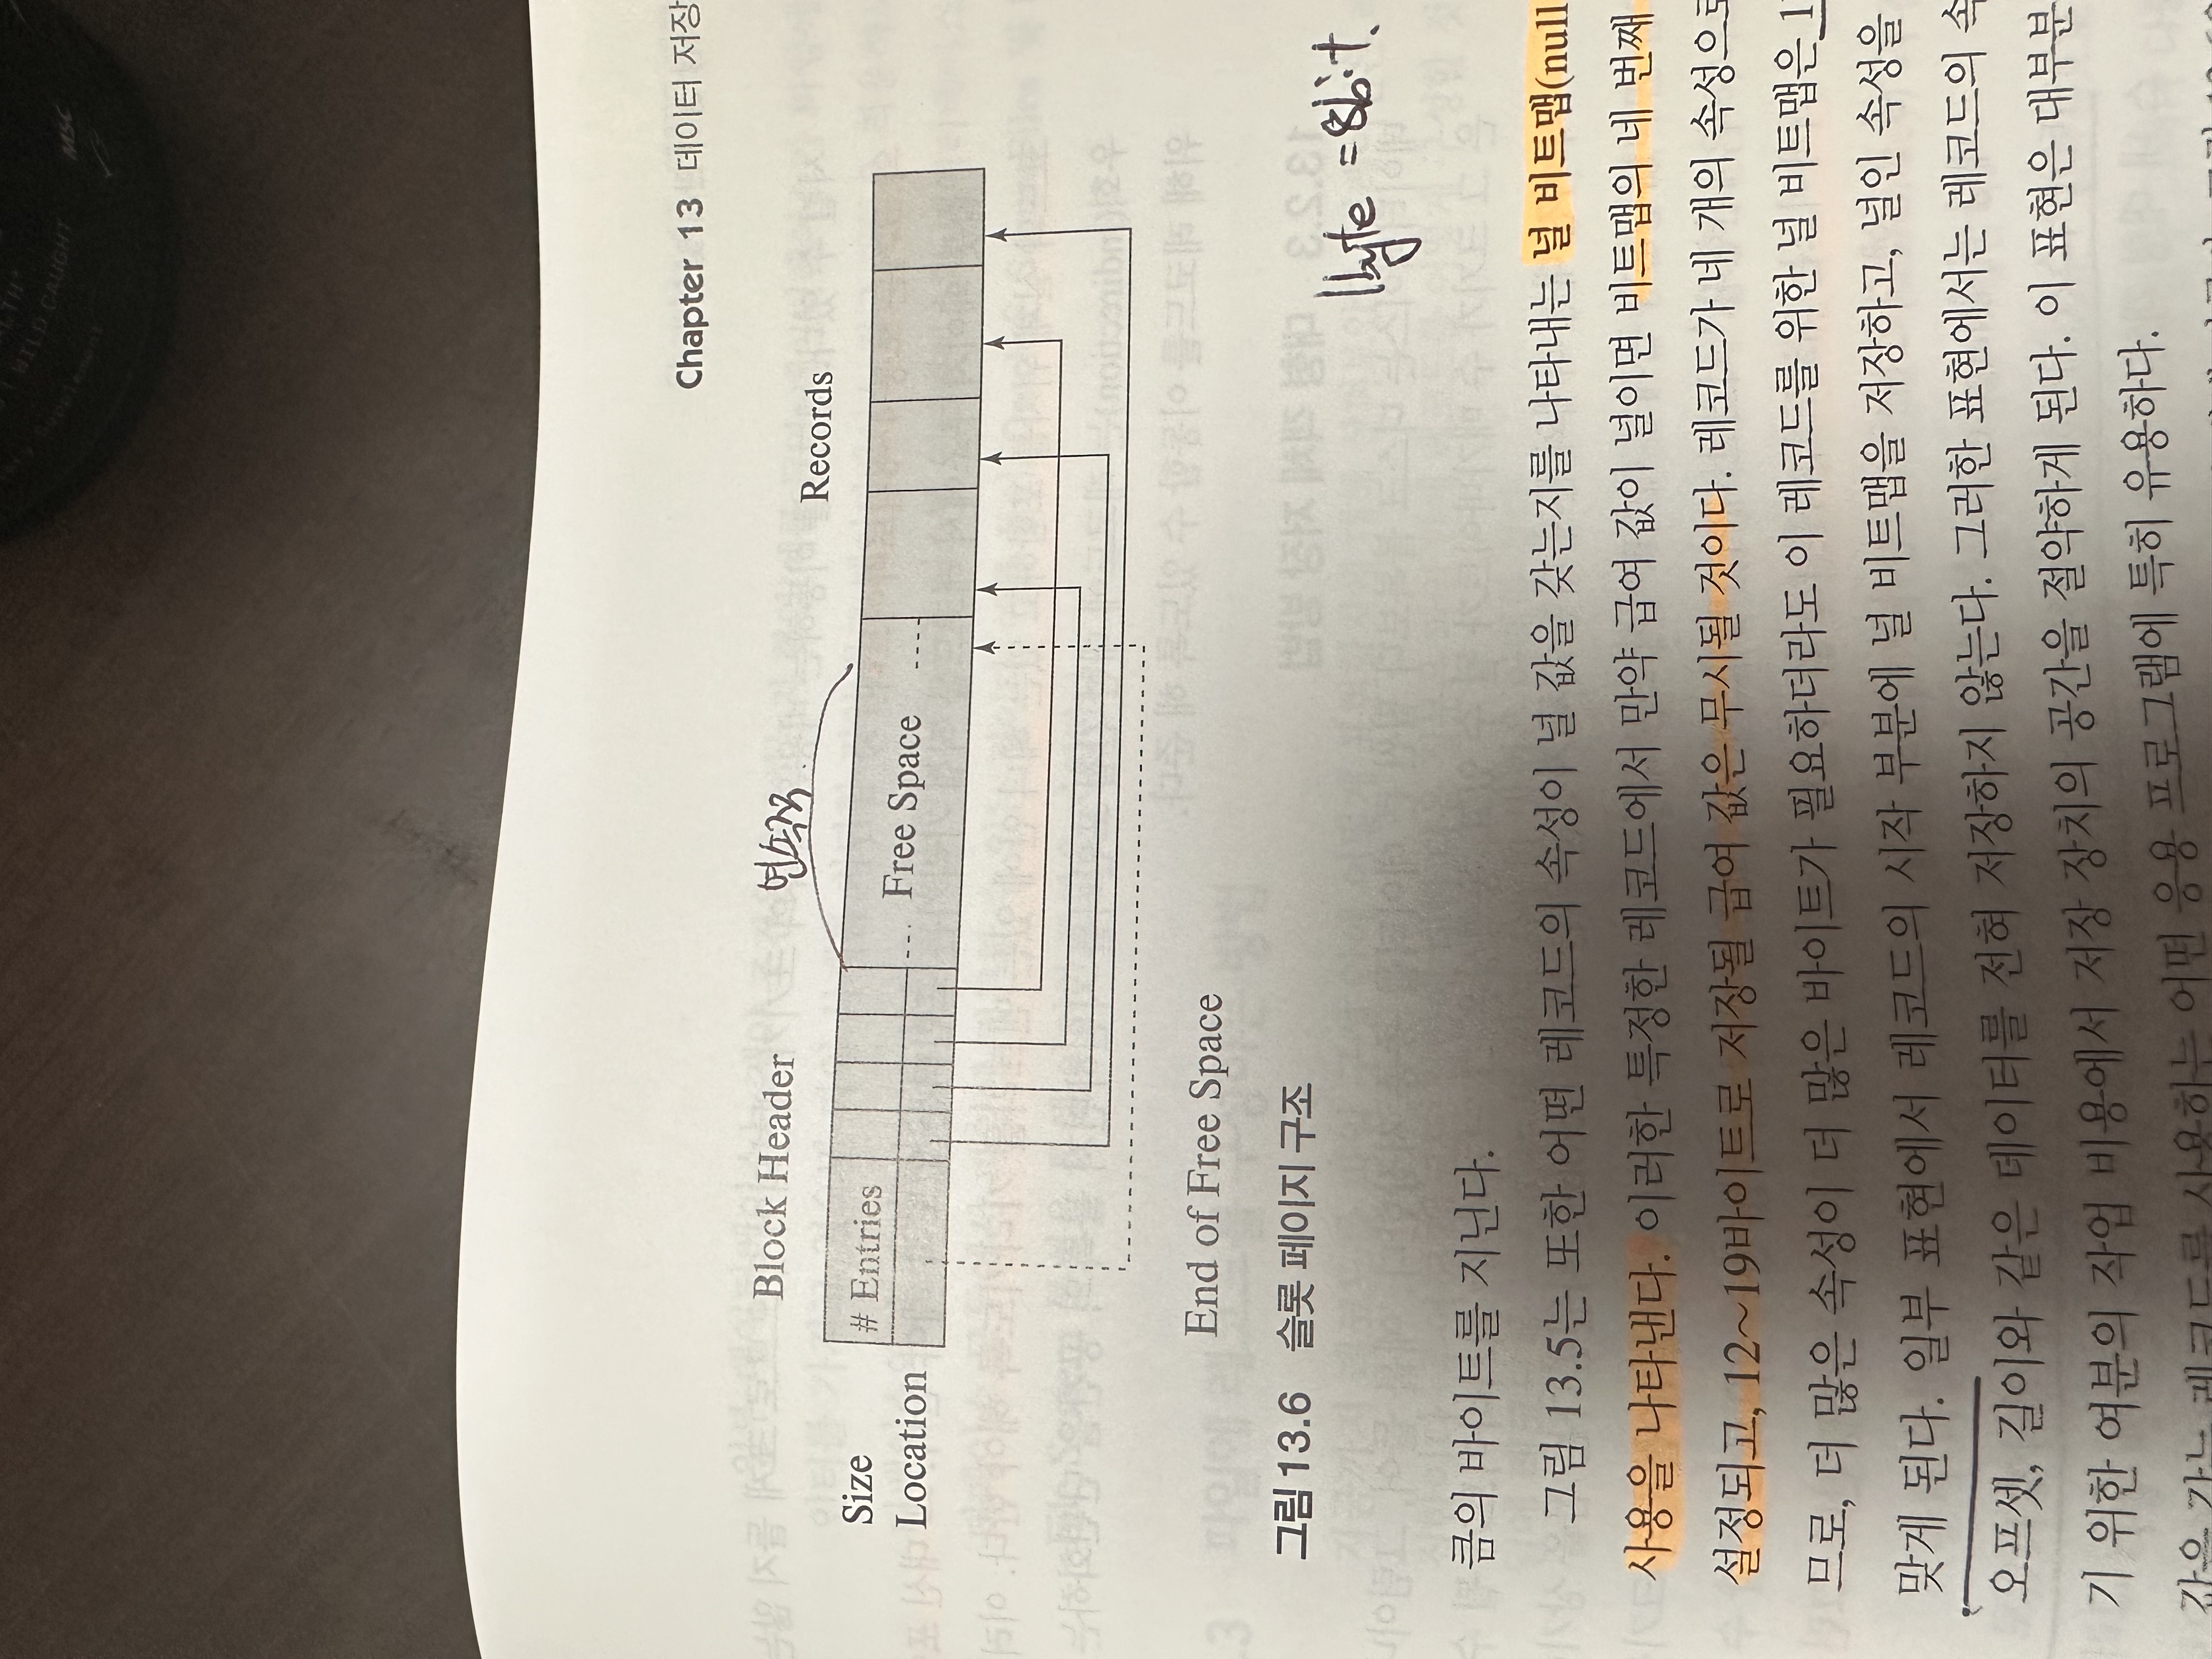 WILD CAUGHT
MSC
Chapter 13 데이터 저장
Block Header
연속적
Records
Size
# Entries
Location
Free Space
End of Free Space
그림 13.6 슬롯 페이지 구조
1byte = 8bit.
큼의 바이트를 지닌다.
그림 13.5는 또한 어떤 레코드의 속성이 널 값을 갖는지를 나타내는 널 비트맵(null
사용을 나타낸다. 이러한 특정한 레코드에서 만약 급여 값이 널이면 비트맵의 네 번째
설정되고, 12~19바이트로 저장될 급여 값은 무시될 것이다. 레코드가 네 개의 속성으로
므로, 더 많은 속성이 더 많은 바이트가 필요하더라도 이 레코드를 위한 널 비트맵은 1
맞게 된다. 일부 표현에서 레코드의 시작 부분에 널 비트맵을 저장하고, 널인 속성을
오프셋, 길이와 같은 데이터를 전혀 저장하지 않는다. 그러한 표현에서는 레코드의 속
기 위한 여분의 작업 비용에서 저장 장치의 공간을 절약하게 된다. 이 표현은 대부분
값을 갖는 레코드를 사용하는 어떤 응용 프로그램에 특히 유용하다.